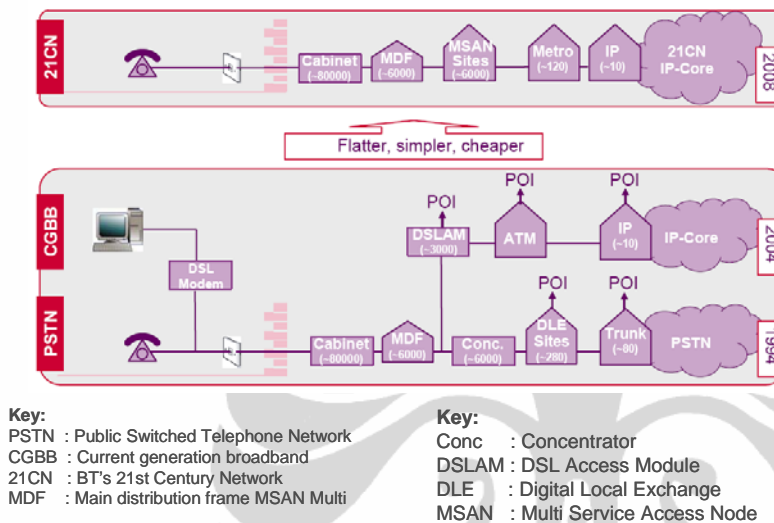 21CN
Cabinet
(~80000)
MDF
(~6000)
MSAN
Sites
(~6000)
Metro
(~120)
IP
(~10)
21CN
IP-Core
2008
Flatter, simpler, cheaper
CGBB
DSL
Modem
POI
DSLAM
(~3000)
POI
ATM
POI
IP
(~10)
IP-Core
2004
PSTN
Cabinet
(~80000)
MDF
(~6000)
Conc.
(~6000)
POI
DLE
Sites
(~280)
POI
Trunk
(~80)
PSTN
1994
Key:
PSTN : Public Switched Telephone Network
CGBB : Current generation broadband
21CN : BT's 21st Century Network
MDF : Main distribution frame MSAN Multi
Key:
Conc : Concentrator
DSLAM : DSL Access Module
DLE : Digital Local Exchange
MSAN : Multi Service Access Node